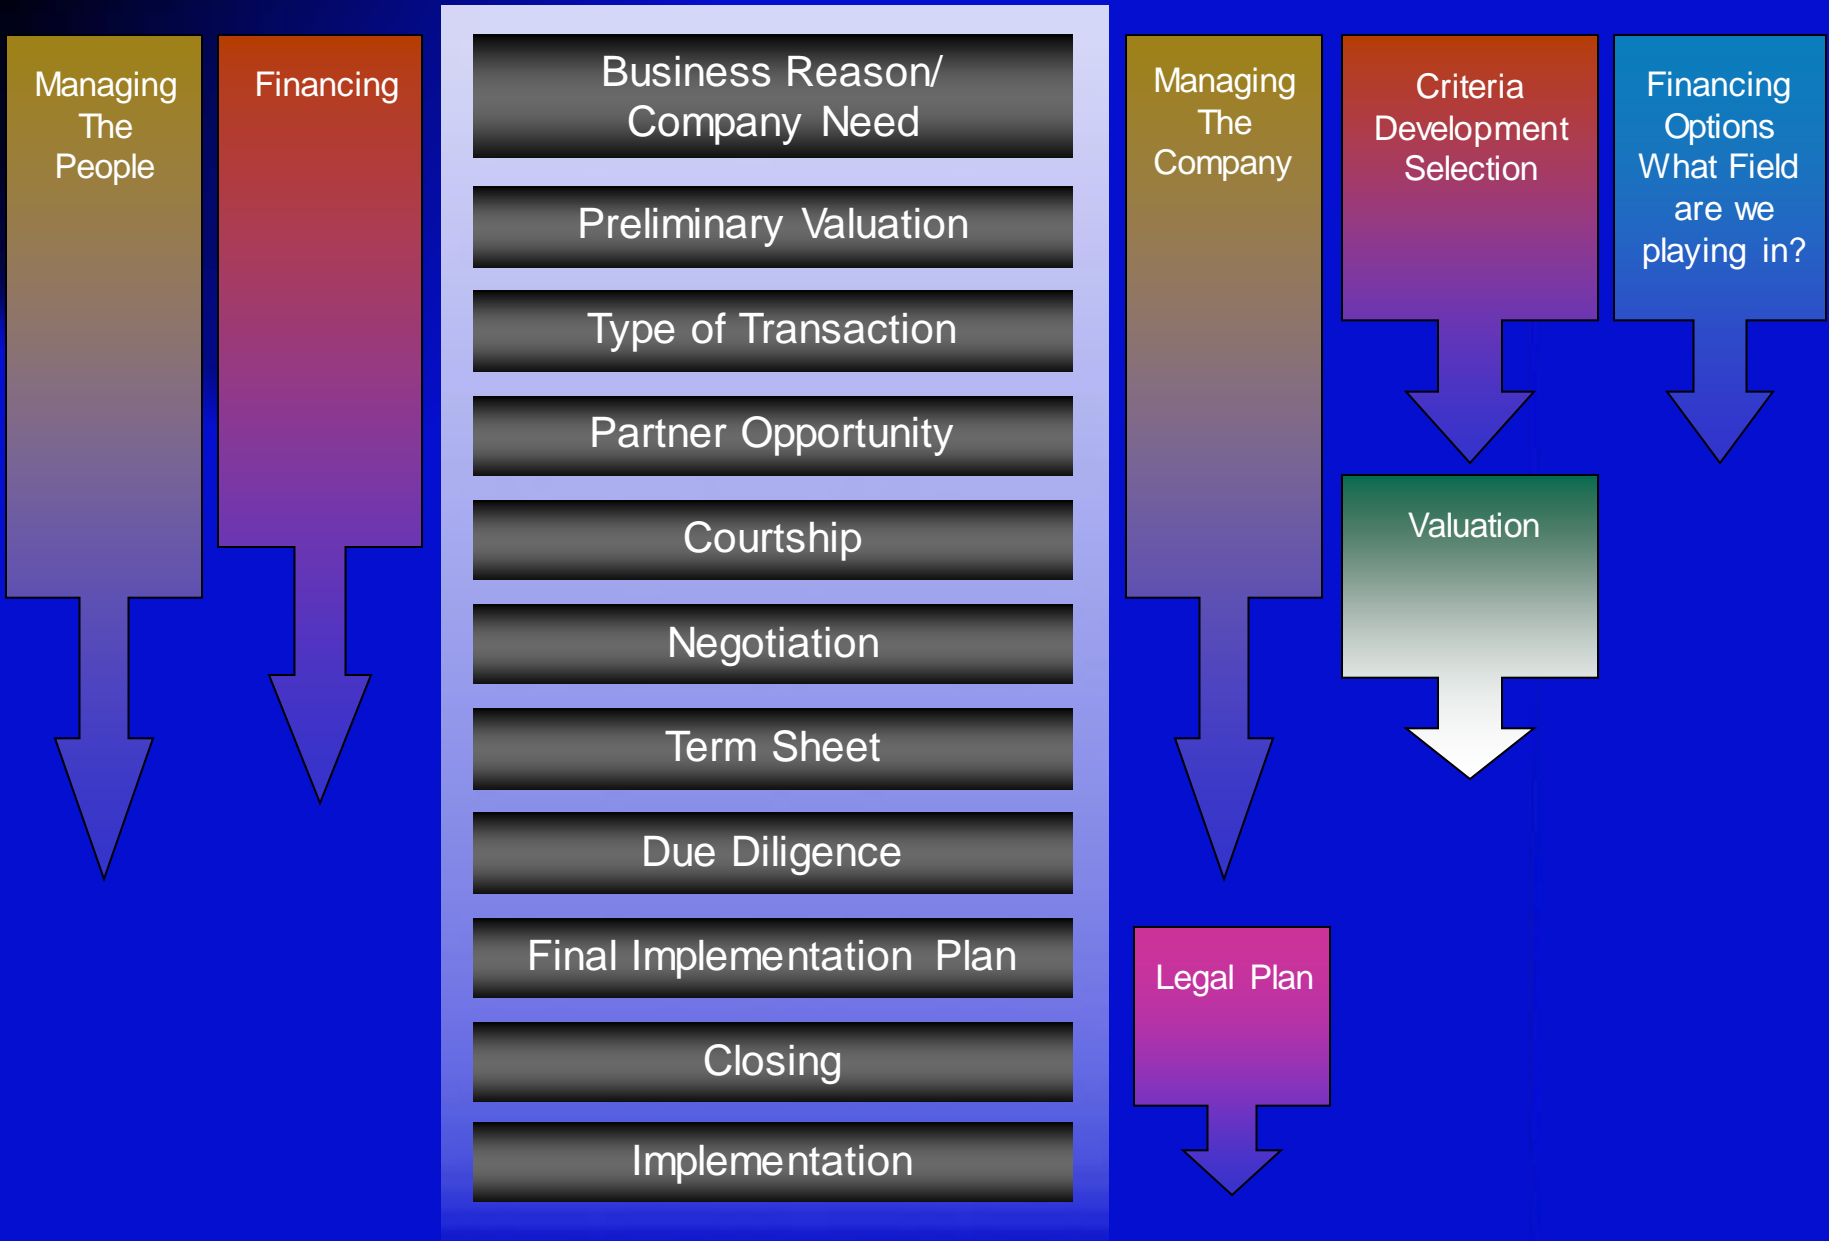 Managing
The
People
Financing
Business Reason/
Company Need
Preliminary Valuation
Type of Transaction
Partner Opportunity
Courtship
Negotiation
Term Sheet
Due Diligence
Final Implementation Plan
Closing
Implementation
Managing
The
Company
Criteria
Development
Selection
Financing
Options
What Field
are we
playing in?
Valuation
Legal Plan